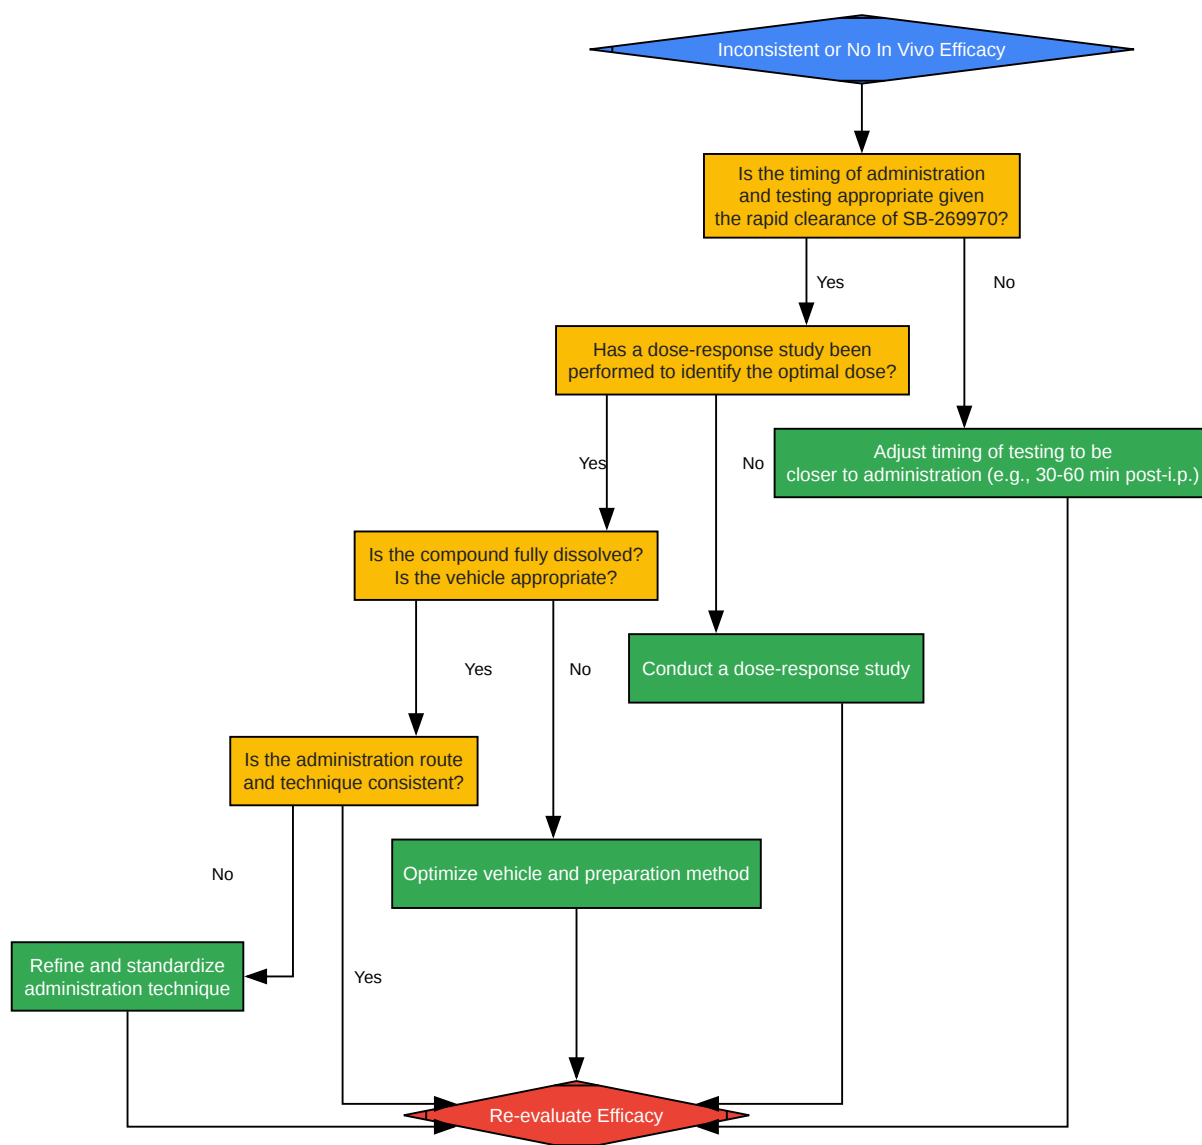 Inconsistent or No In Vivo Efficacy
Is the timing of administration
and testing appropriate given
the rapid clearance of SB-269970?
Yes
No
Has a dose-response study been
performed to identify the optimal dose?
Yes
No
Adjust timing of testing to be
closer to administration (e.g., 30-60 min post-i.p.)
Is the compound fully dissolved?
Is the vehicle appropriate?
Yes
No
Conduct a dose-response study
Is the administration route
and technique consistent?
No
Optimize vehicle and preparation method
Refine and standardize
administration technique
Yes
Re-evaluate Efficacy